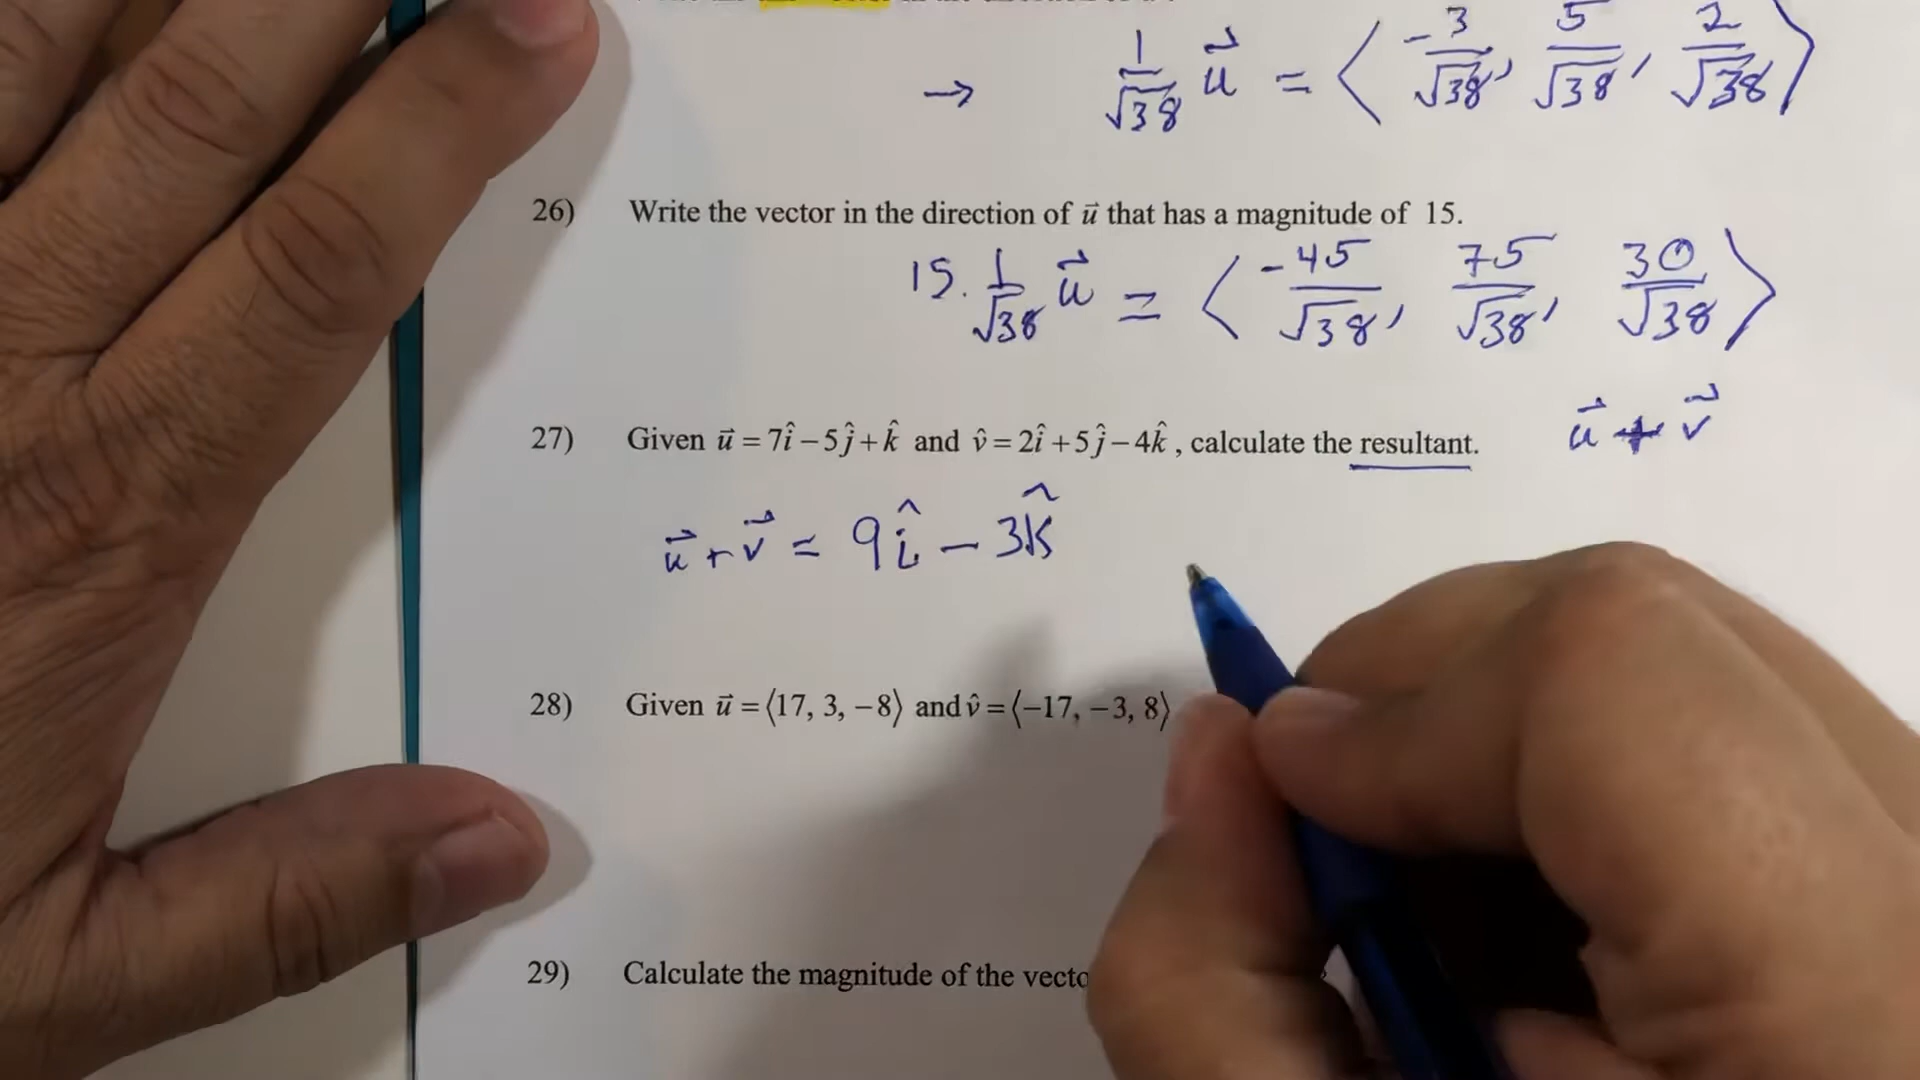 → 1/√38 u⃗ = ⟨-3/√38, 5/√38, 2/√38⟩
26) Write the vector in the direction of u⃗ that has a magnitude of 15.
15. 1/√38 u⃗ = ⟨-45/√38, 75/√38, 30/√38⟩
u⃗ + v⃗
27) Given u⃗ = 7î − 5ĵ + k̂ and v̂ = 2î + 5ĵ − 4k̂ , calculate the resultant.
u⃗ + v⃗ = 9î − 3k̂
28) Given u⃗ = ⟨17, 3, −8⟩ and v̂ = ⟨−17, −3, 8⟩
29) Calculate the magnitude of the